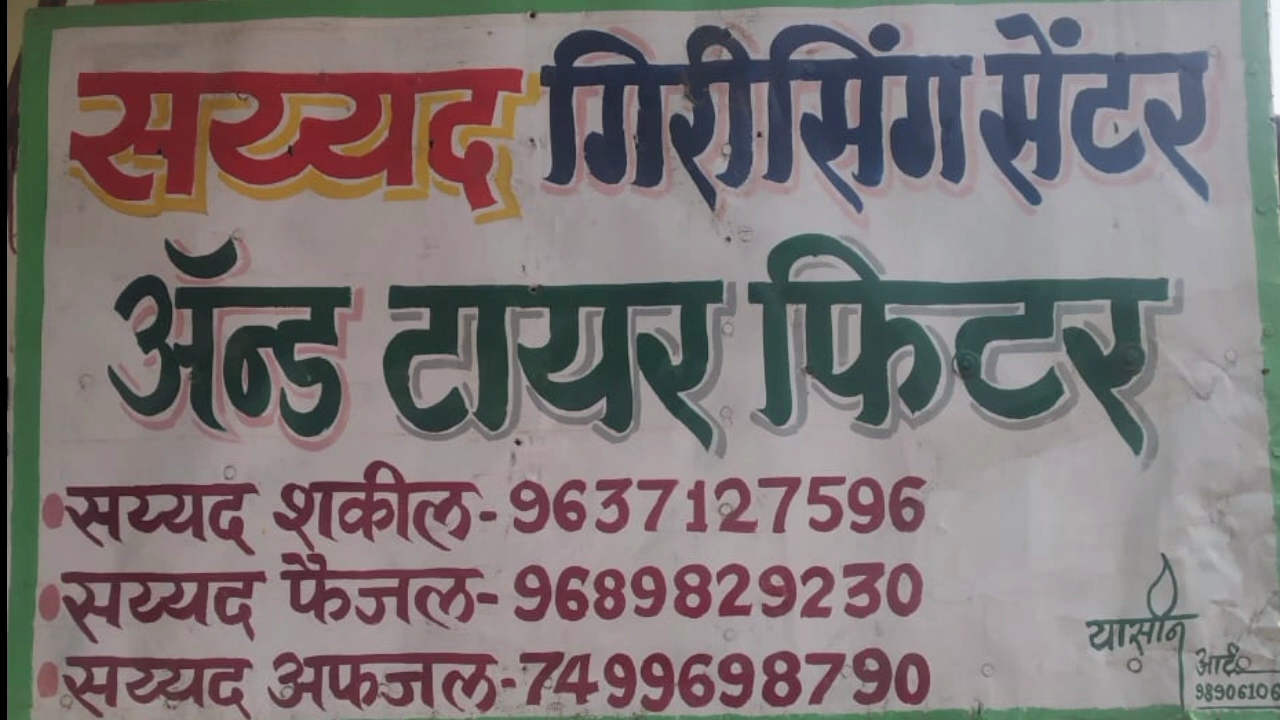 सय्यद गिरीसिंग सेंटर
ॲन्ड टायर फिटर
•सय्यद शकील-9637127596
•सय्यद फैजल-9689829230
•सय्यद अफजल-7499698790
यासीन
आर्ट
98906106